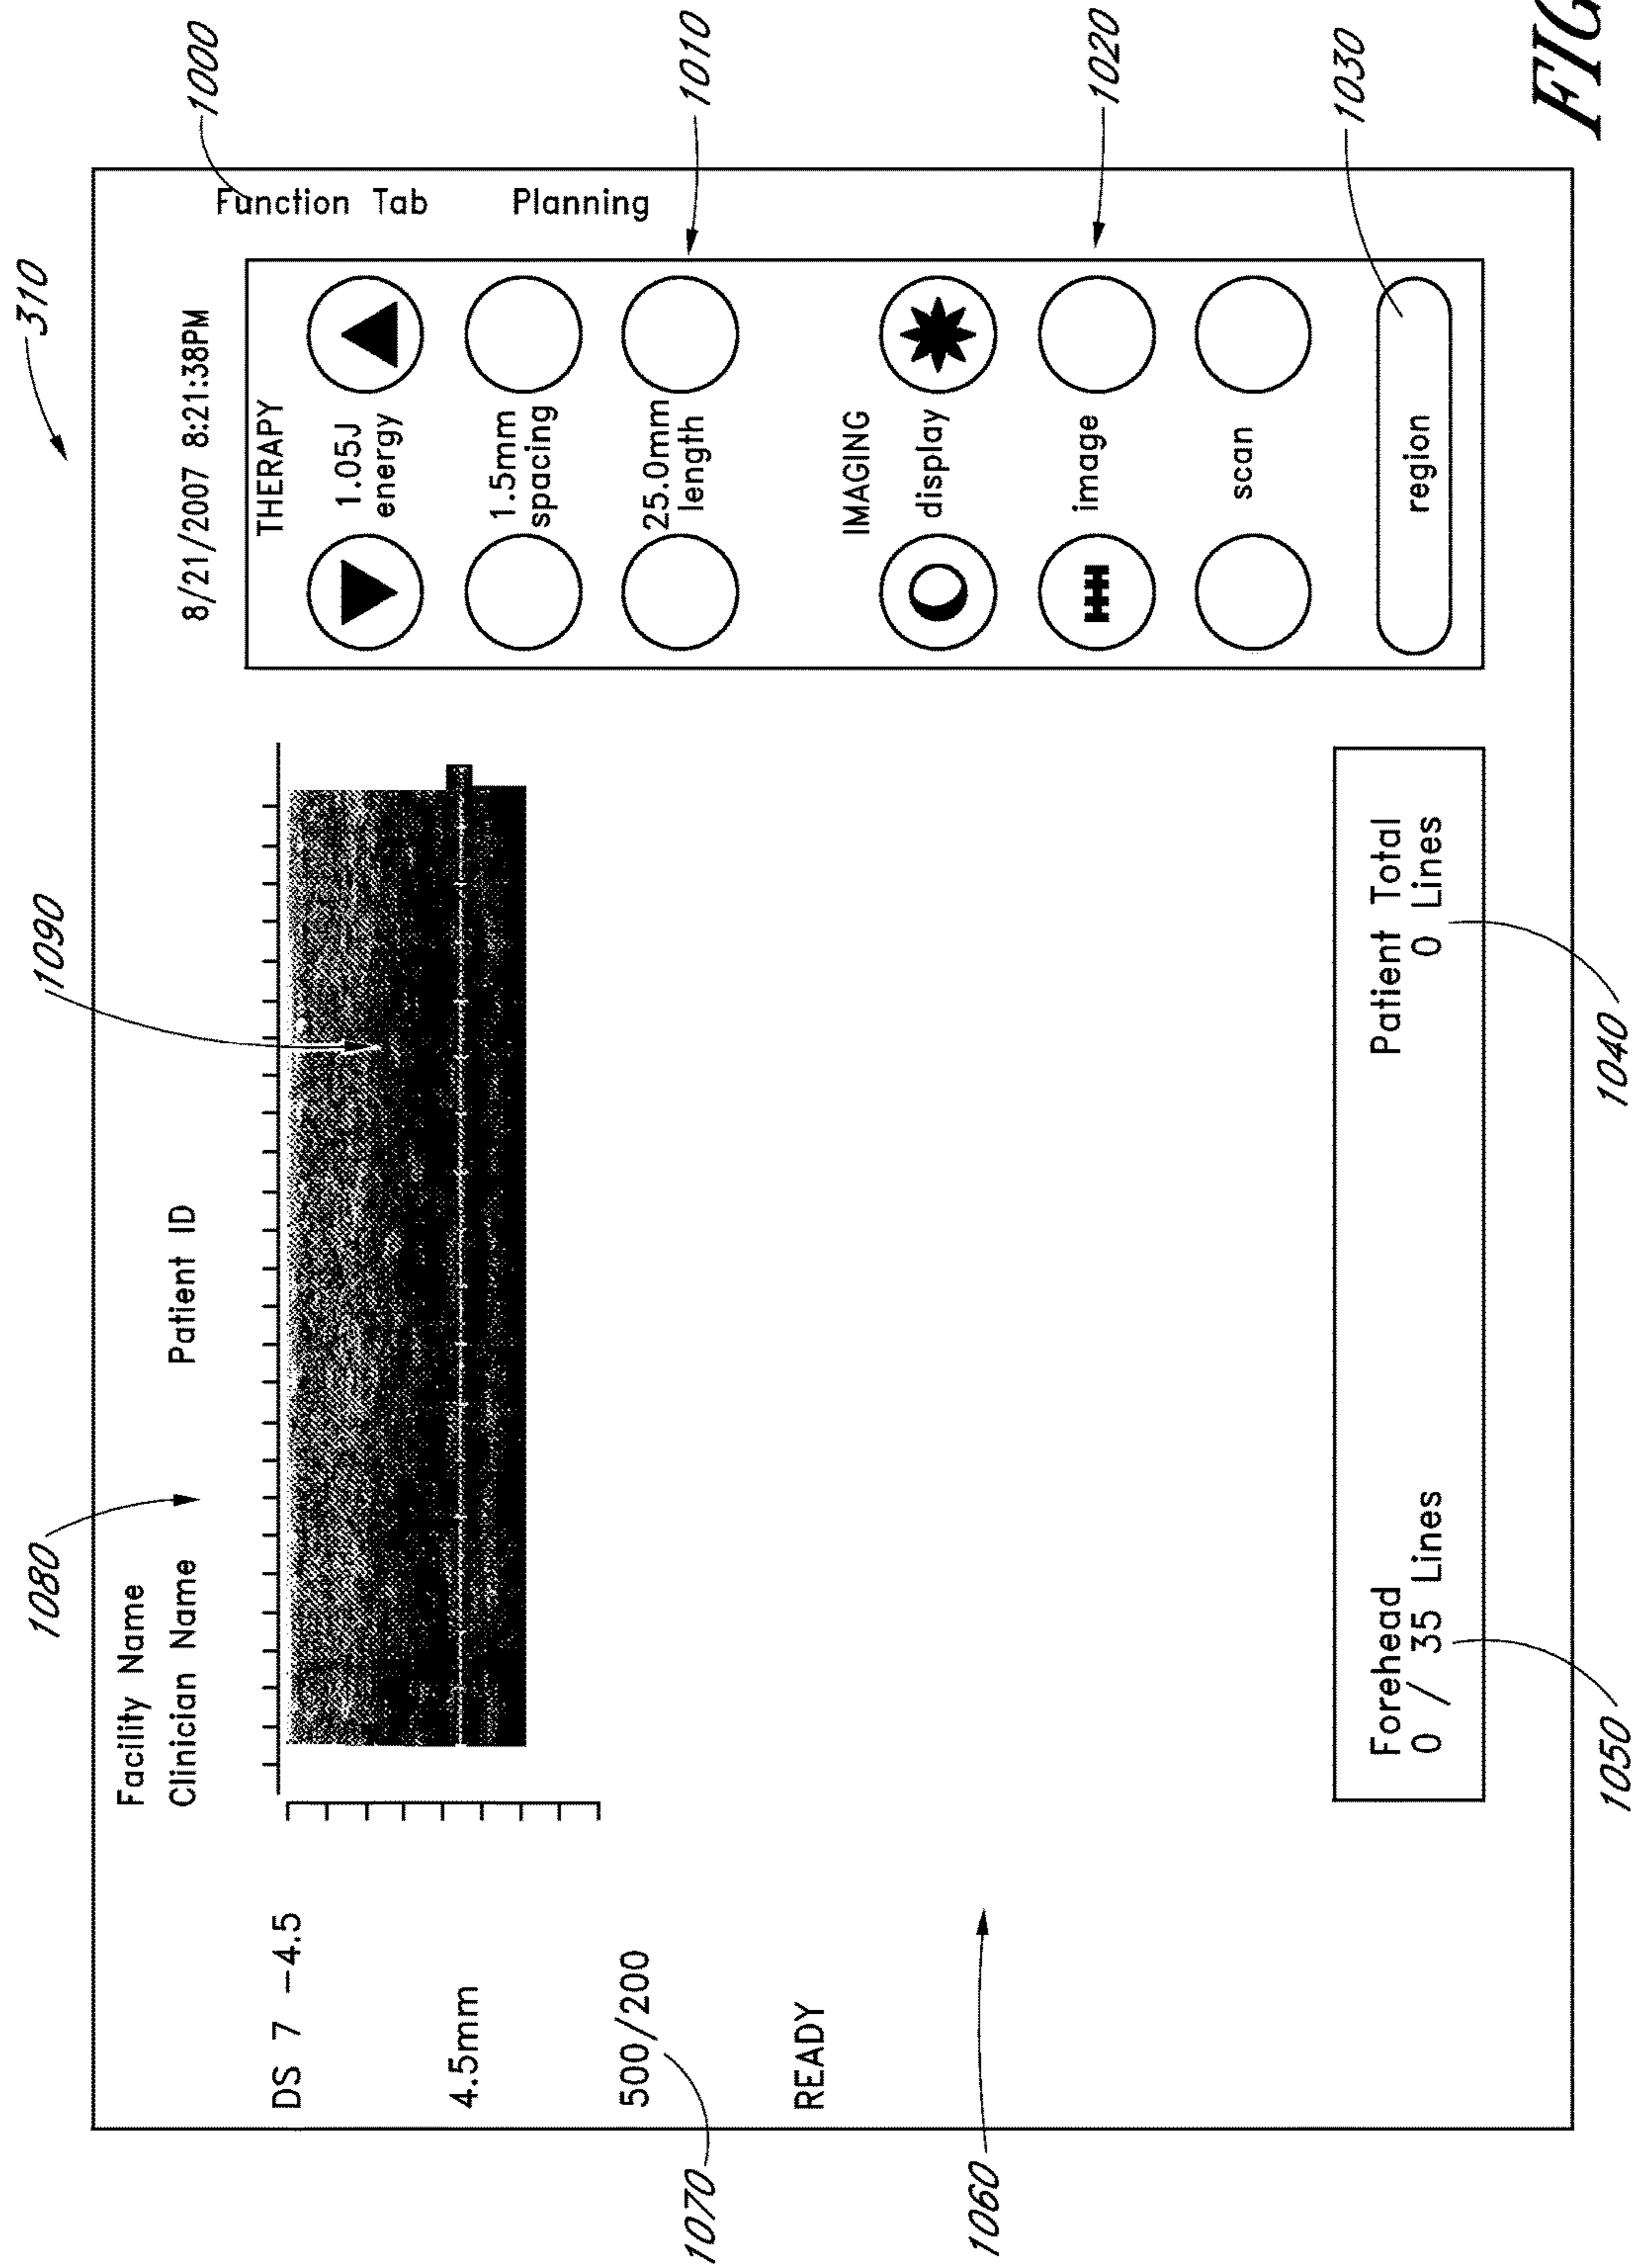 310
1080
1090
1000
Facility Name
Clinician Name
Patient ID
8/21/2007 8:21:38PM
Function Tab
Planning
DS 7 -4.5
4.5mm
500/200
READY
1070
1060
THERAPY
1.05J
energy
1.5mm
spacing
25.0mm
length
1010
IMAGING
display
image
scan
1020
region
1030
Forehead
0 / 35 Lines
Patient Total
0 Lines
1050
1040
FIG